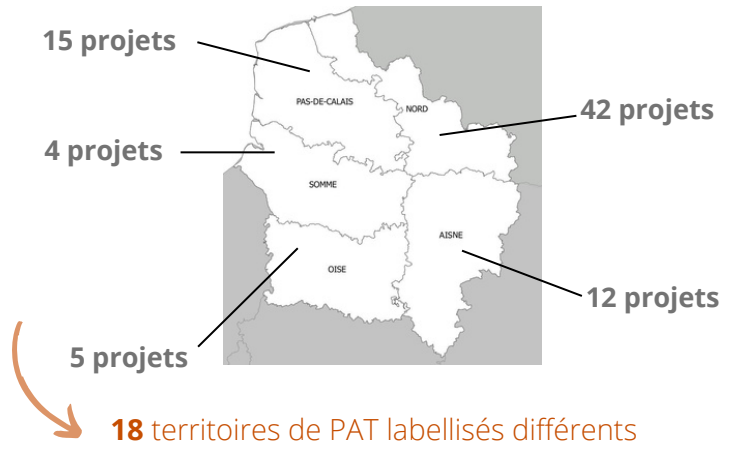 15 projets
PAS-DE-CALAIS
NORD
42 projets
4 projets
SOMME
AISNE
OISE
12 projets
5 projets
18 territoires de PAT labellisés différents